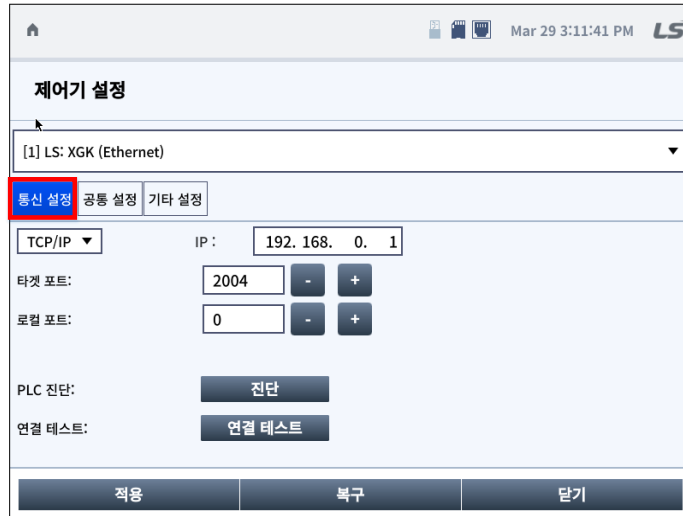 Mar 29 3:11:41 PM LS
제어기 설정
[1] LS: XGK (Ethernet)
통신 설정 공통 설정 기타 설정
TCP/IP IP : 192. 168. 0. 1
타겟 포트: 2004 - +
로컬 포트: 0 - +
PLC 진단: 진단
연결 테스트: 연결 테스트
적용 복구 닫기